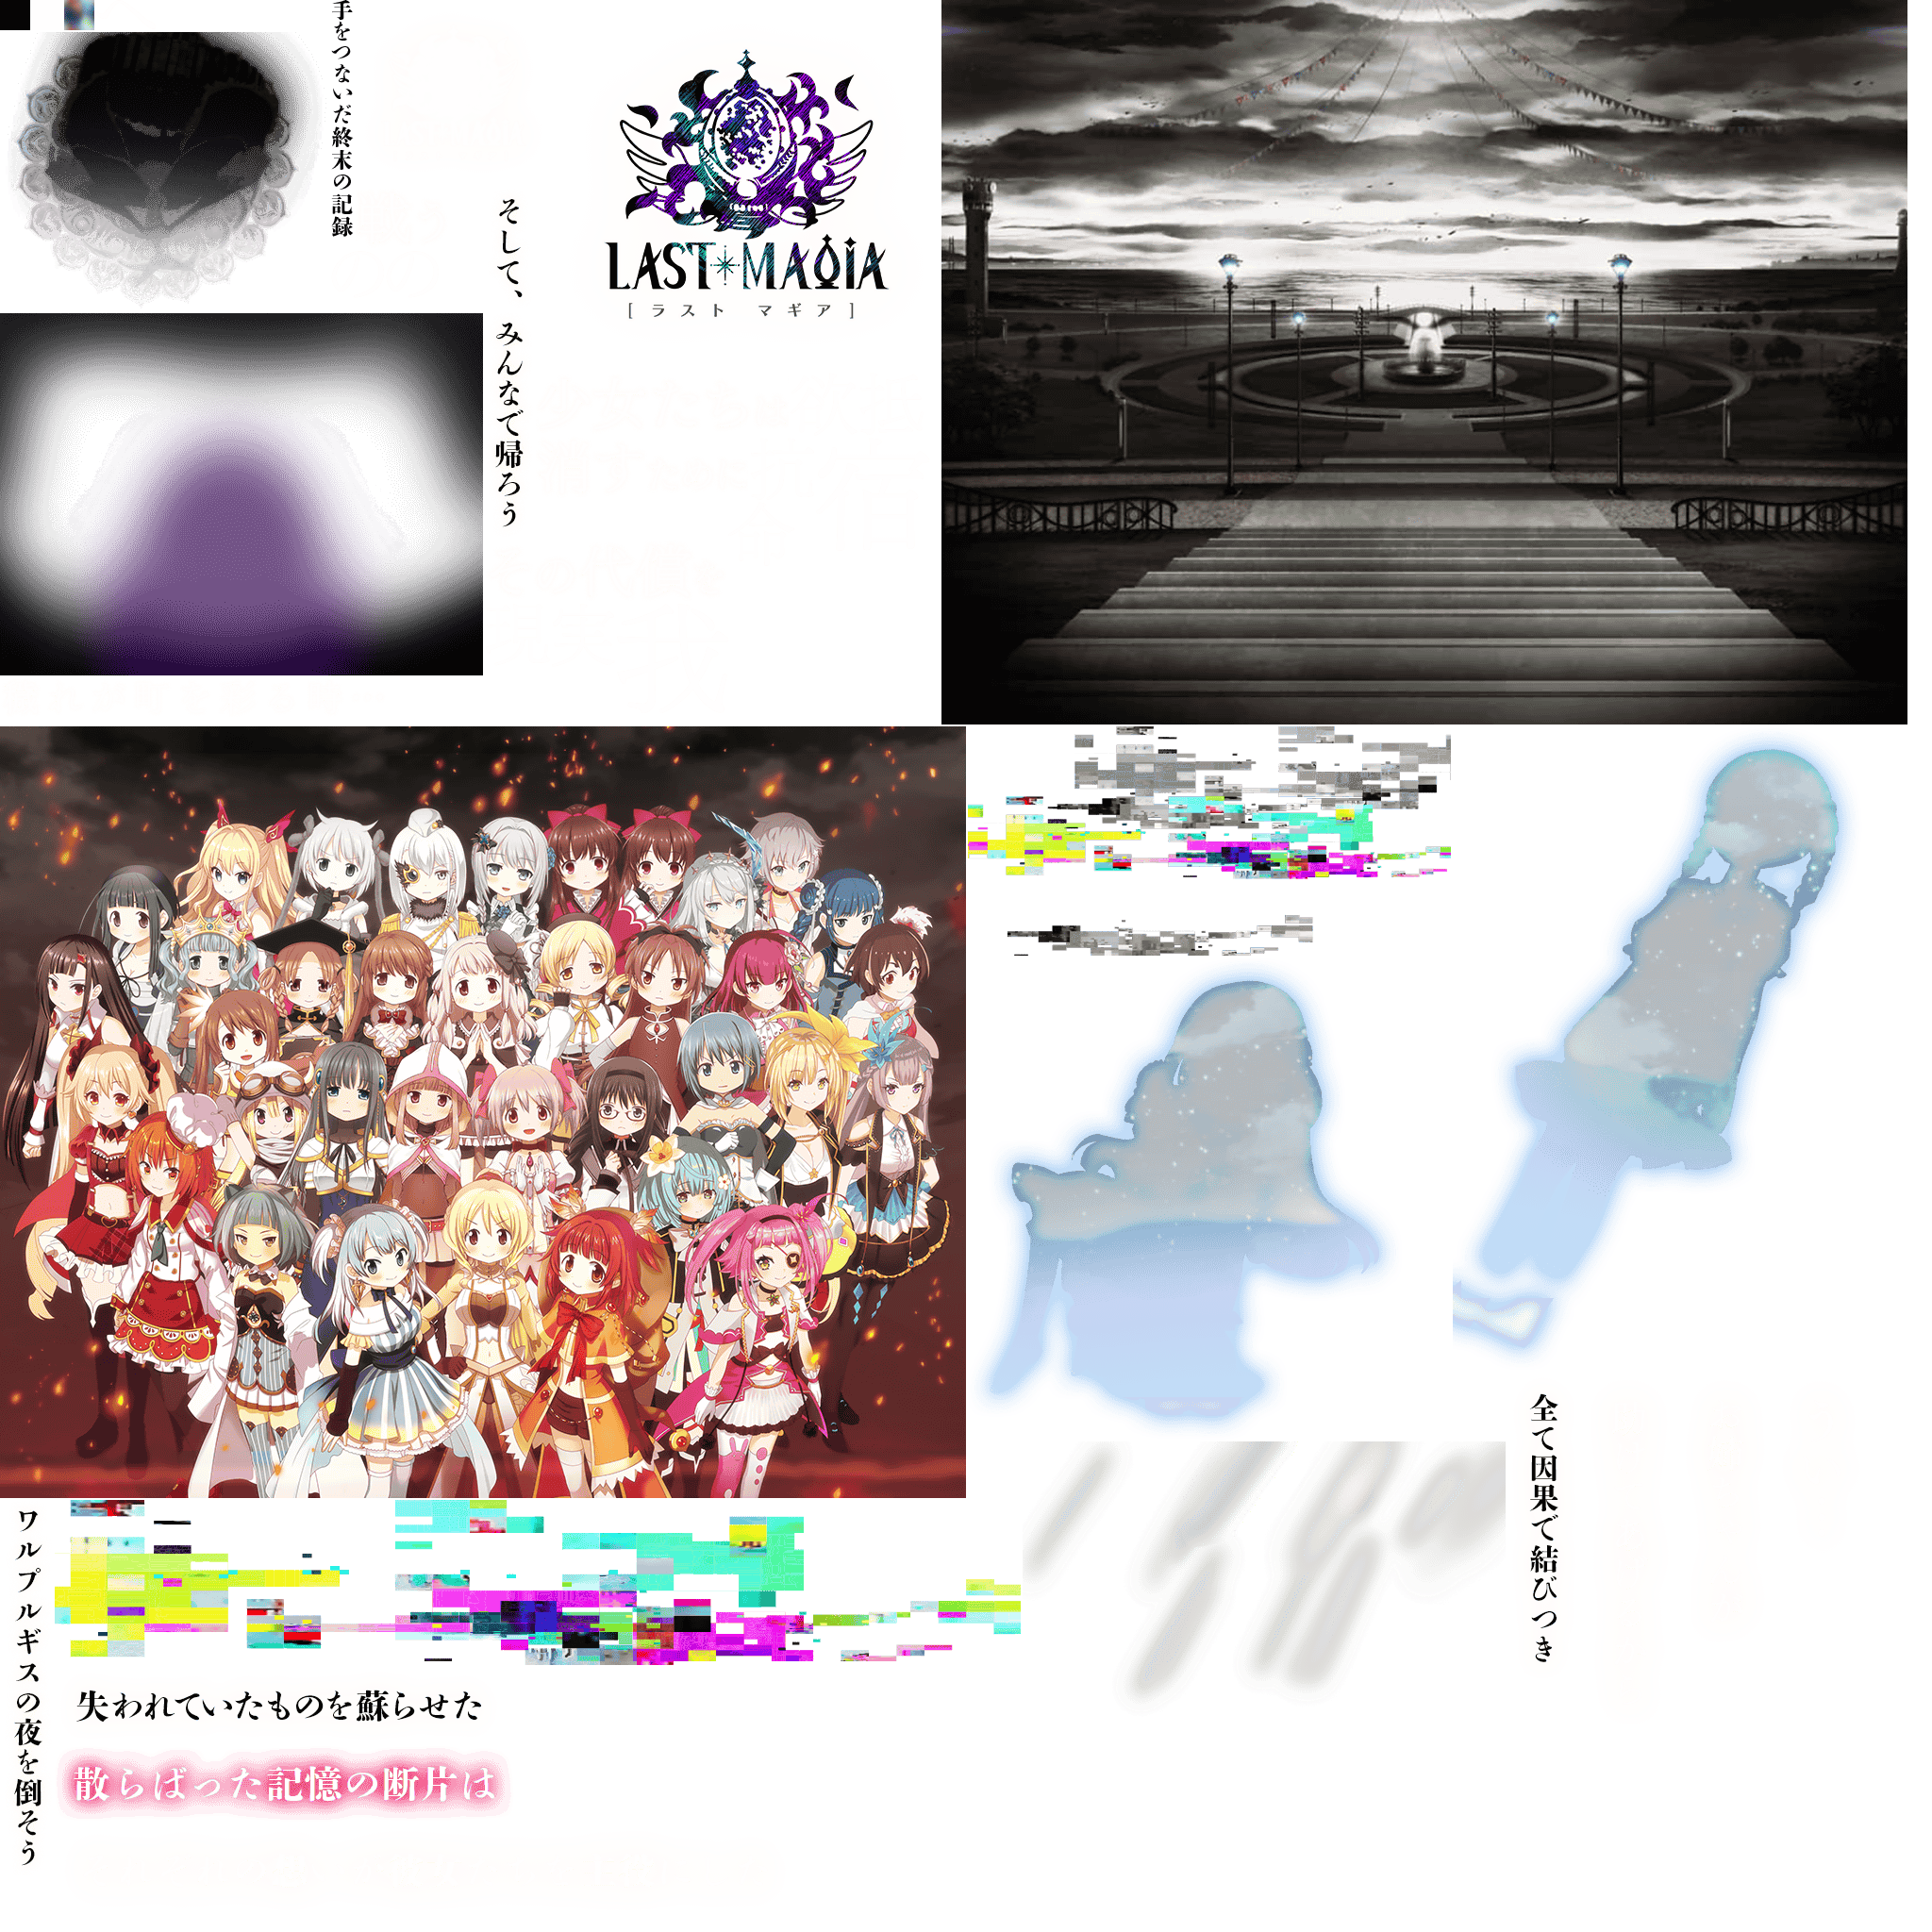 手をつないだ終末の記録
そして、みんなで帰ろう
LAST MAGIA
[ラスト マギア]
全て因果で結びつき
ワルプルギスの夜を倒そう
失われていたものを蘇らせた
散らばった記憶の断片は